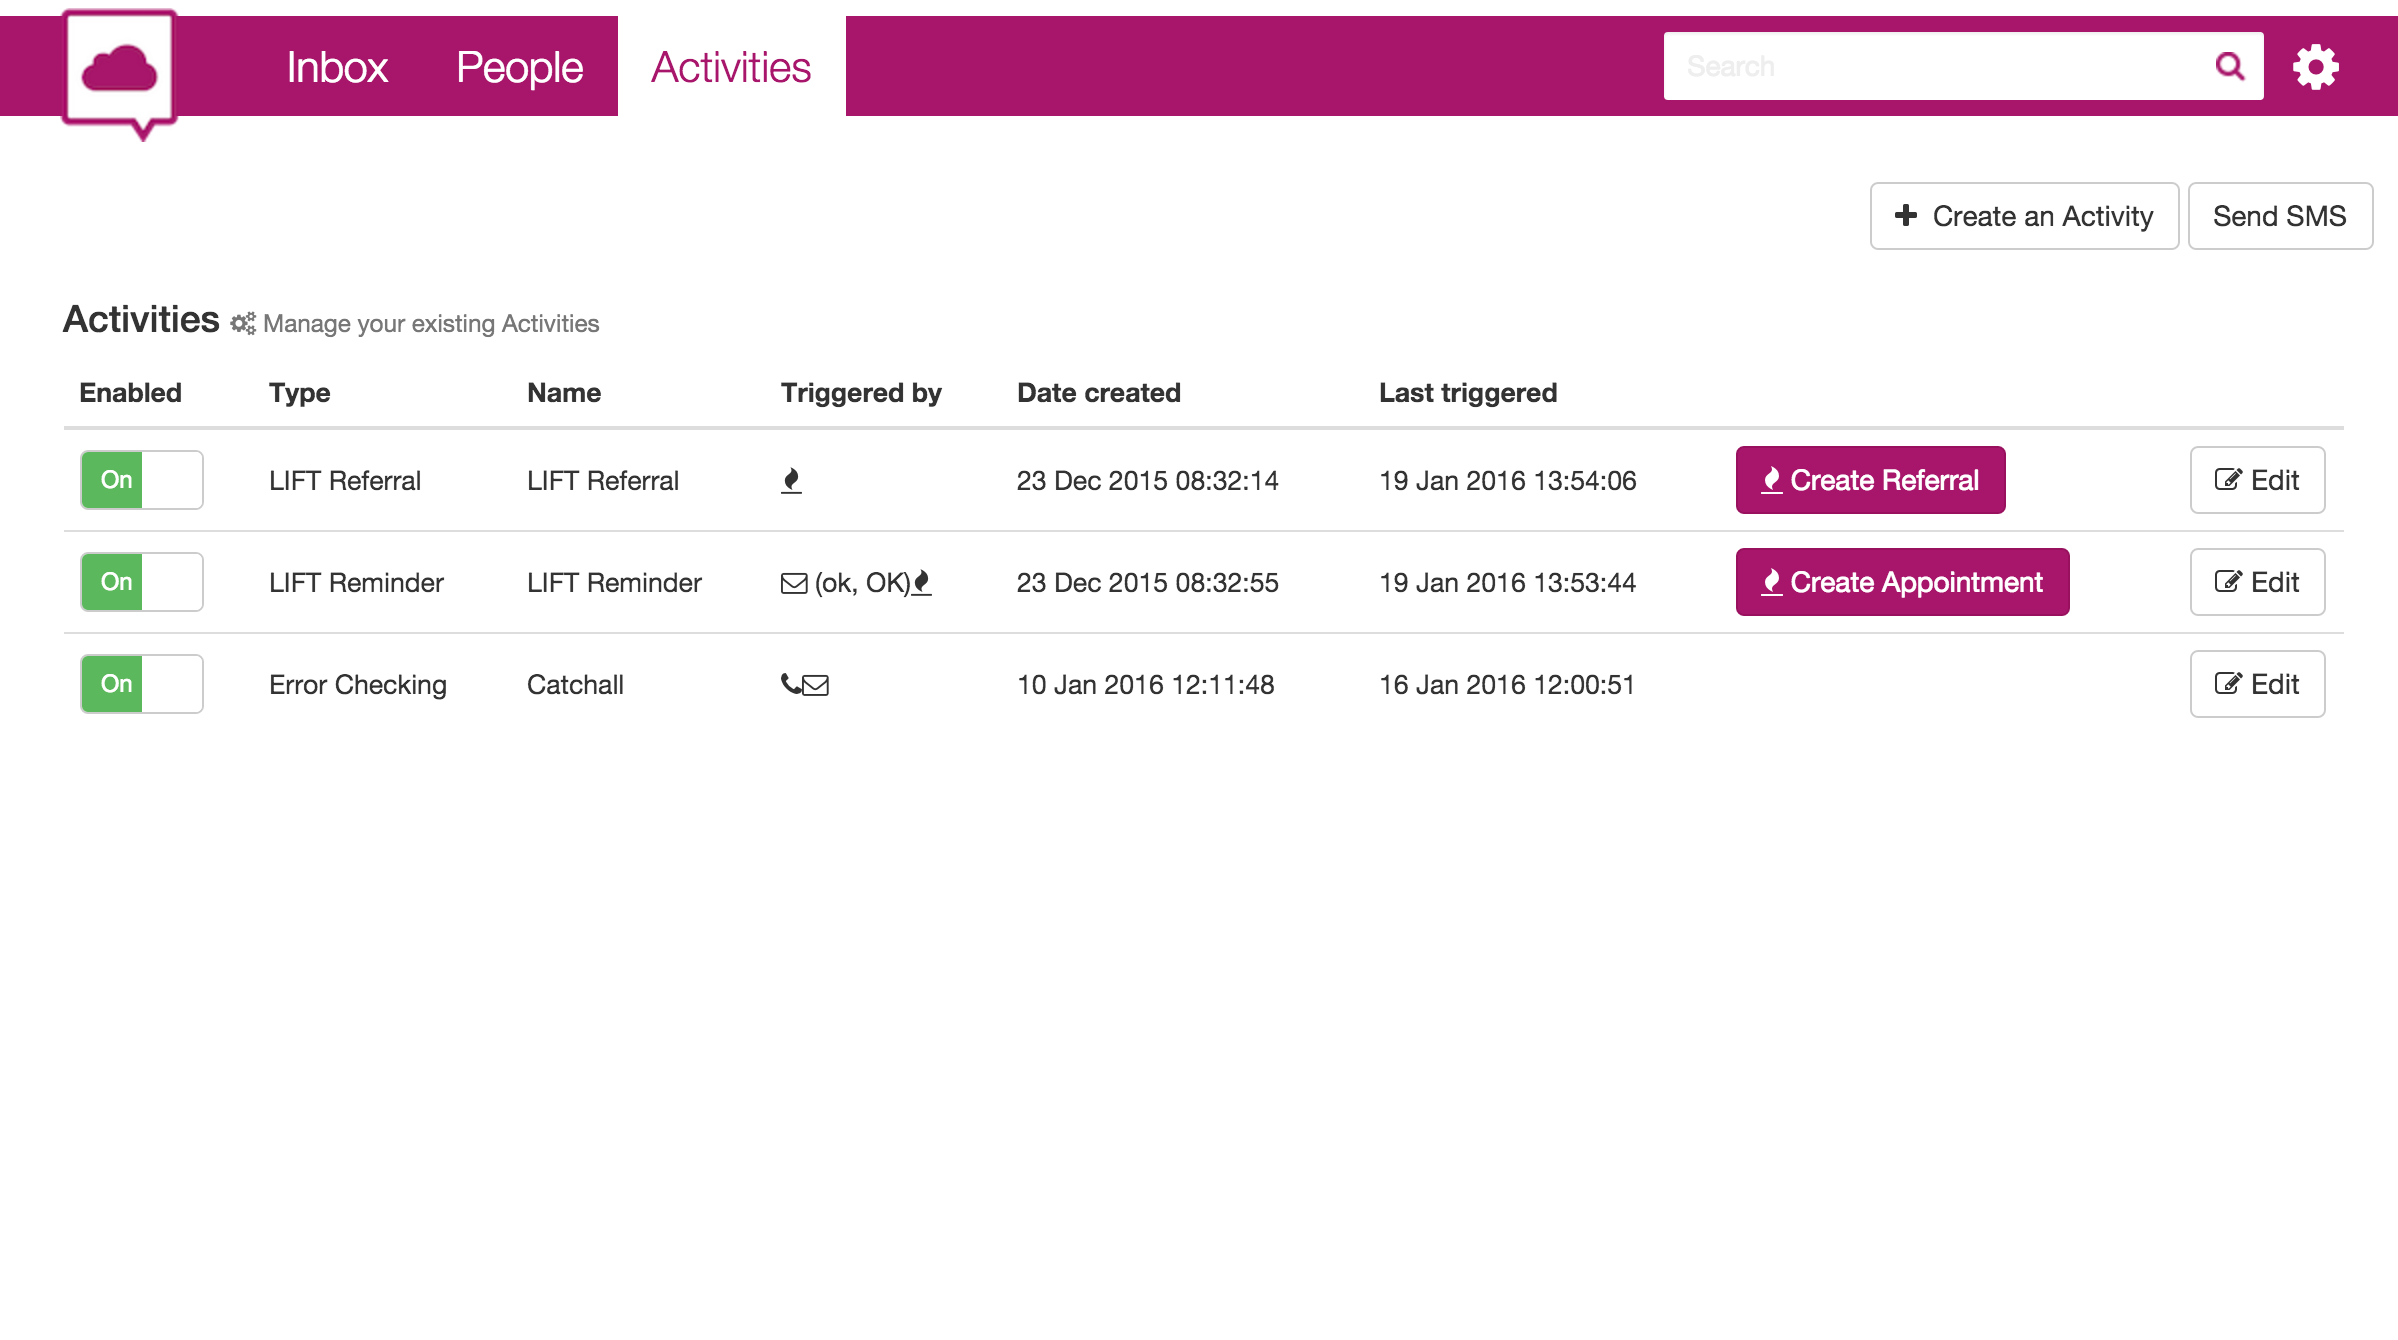 Inbox People Activities Search
Create an Activity Send SMS
Activities Manage your existing Activities
Enabled Type Name Triggered by Date created Last triggered
On LIFT Referral LIFT Referral 23 Dec 2015 08:32:14 19 Jan 2016 13:54:06 Create Referral Edit
On LIFT Reminder LIFT Reminder (ok, OK) 23 Dec 2015 08:32:55 19 Jan 2016 13:53:44 Create Appointment Edit
On Error Checking Catchall 10 Jan 2016 12:11:48 16 Jan 2016 12:00:51 Edit